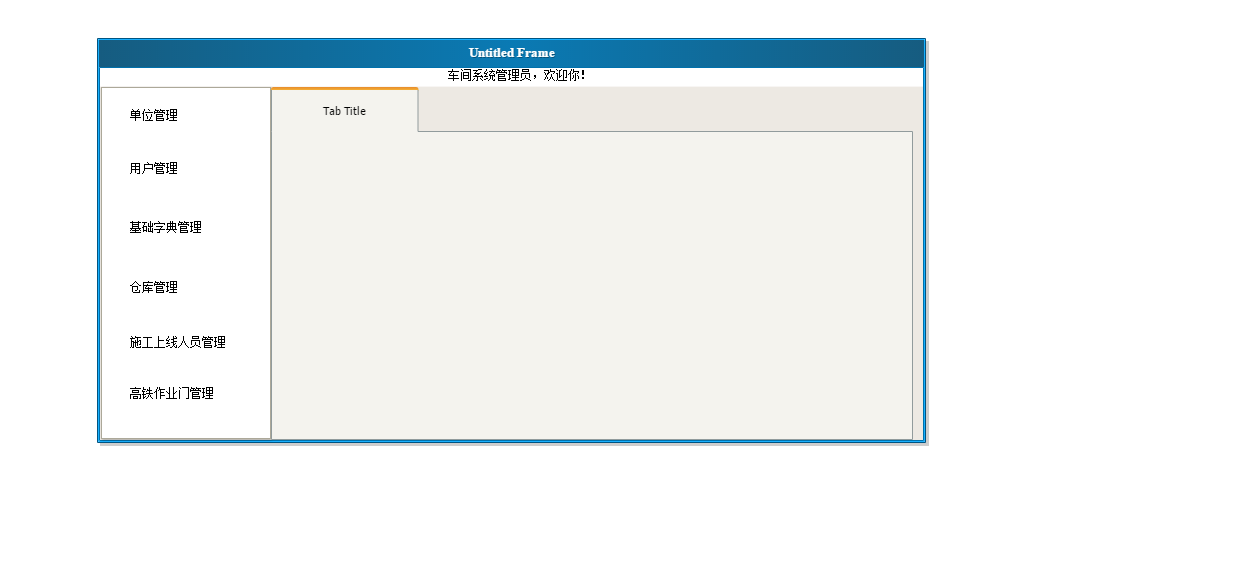 Untitled Frame
车间系统管理员，欢迎你！
单位管理
Tab Title
用户管理
基础字典管理
仓库管理
施工上线人员管理
高铁作业门管理